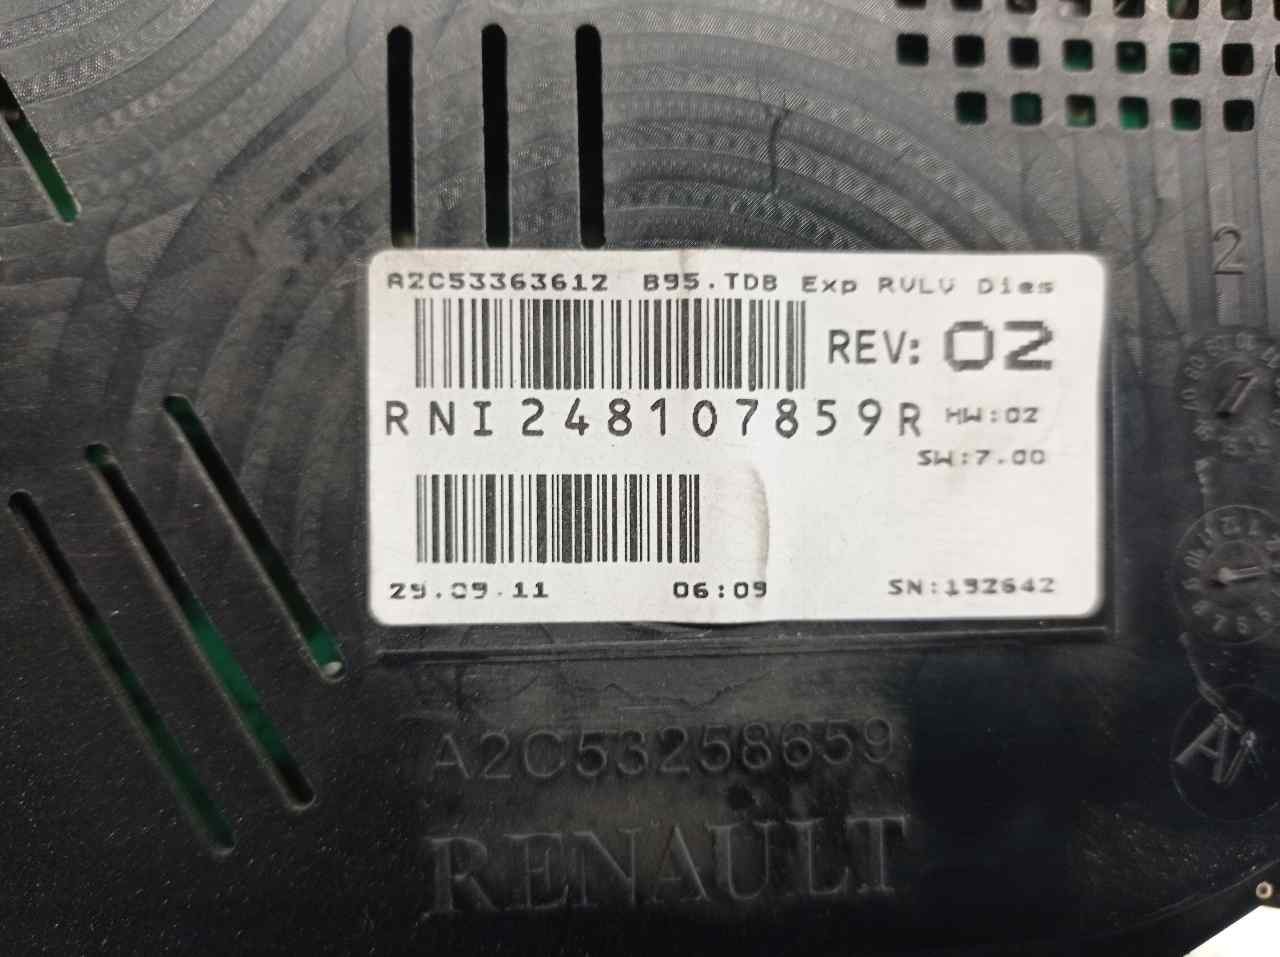 A2C53363612 B95.TDB Exp RVLV Dies
REV: 02
RNI 248107859R HW:02
SW:7.00
29.09.11 06:09 SN:192642
A2C53258659
RENAULT
2